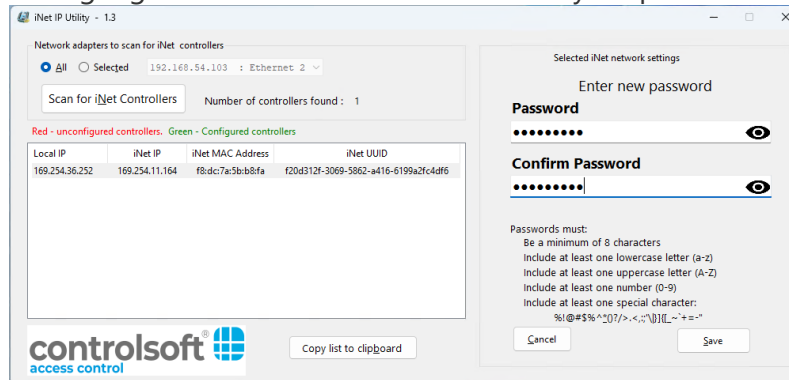 iNet IP Utility - 1.3
Network adapters to scan for iNet controllers
All Selected 192.168.54.103 : Ethernet 2
Scan for iNet Controllers Number of controllers found : 1
Red - unconfigured controllers. Green - Configured controllers
Local IP iNet IP iNet MAC Address iNet UUID
169.254.36.252 169.254.11.164 f8:dc:7a:5b:b8:fa f20d312f-3069-5862-a416-6199a2fc4df6
controlsoft®
access control
Copy list to clipboard
Selected iNet network settings
Enter new password
Password
•••••••••
Confirm Password
•••••••••
Passwords must:
Be a minimum of 8 characters
Include at least one lowercase letter (a-z)
Include at least one uppercase letter (A-Z)
Include at least one number (0-9)
Include at least one special character:
Cancel Save